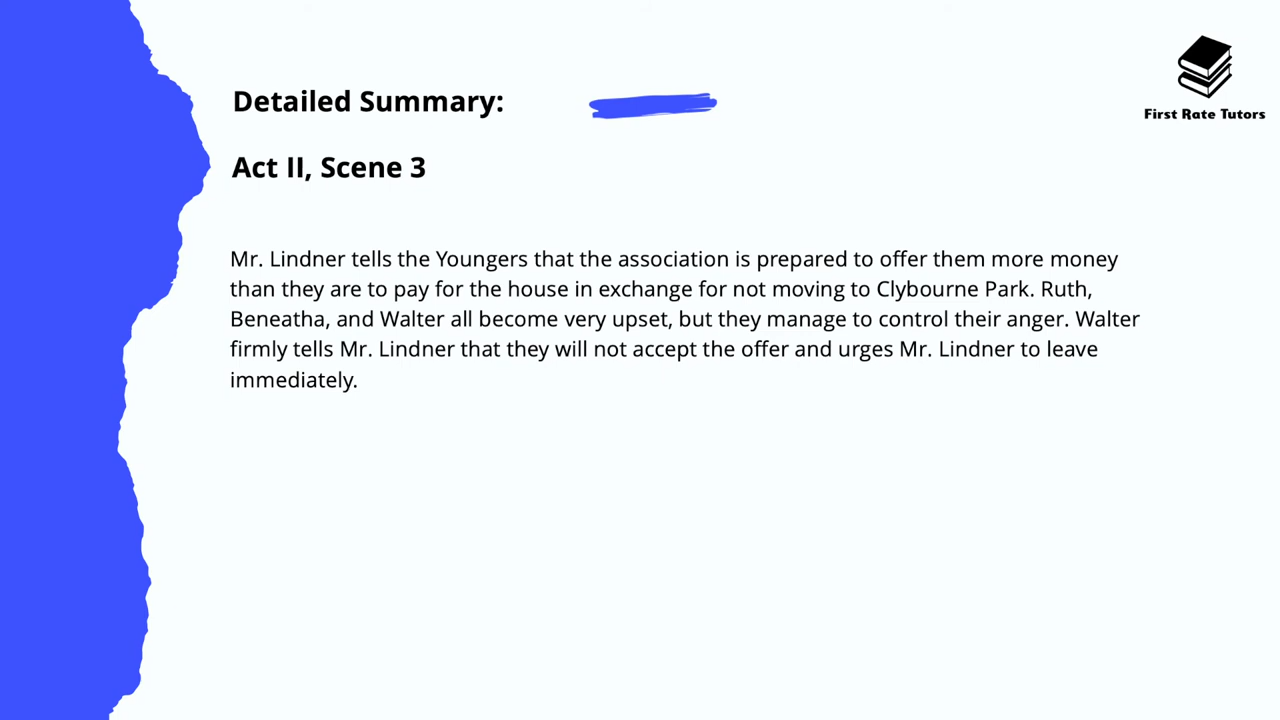 Detailed Summary:
First Rate Tutors
Act II, Scene 3
Mr. Lindner tells the Youngers that the association is prepared to offer them more money
than they are to pay for the house in exchange for not moving to Clybourne Park. Ruth,
Beneatha, and Walter all become very upset, but they manage to control their anger. Walter
firmly tells Mr. Lindner that they will not accept the offer and urges Mr. Lindner to leave
immediately.